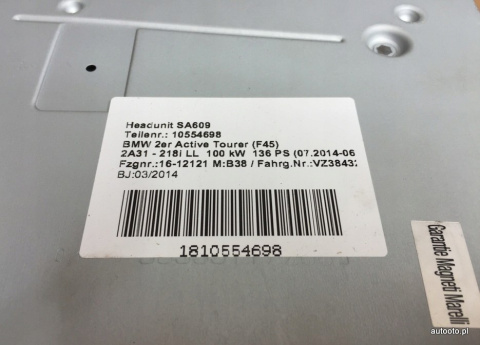 Headunit SA609
Teilenr.: 10554698
BMW 2er Active Tourer (F45)
2A31 - 218i LL 100 kW 136 PS (07.2014-06
Fzgnr.:16-12121 M:B38 / Fahrg.Nr.:VZ38432
BJ:03/2014
1810554698
Garantie Magneti Marelli
autooto.pl